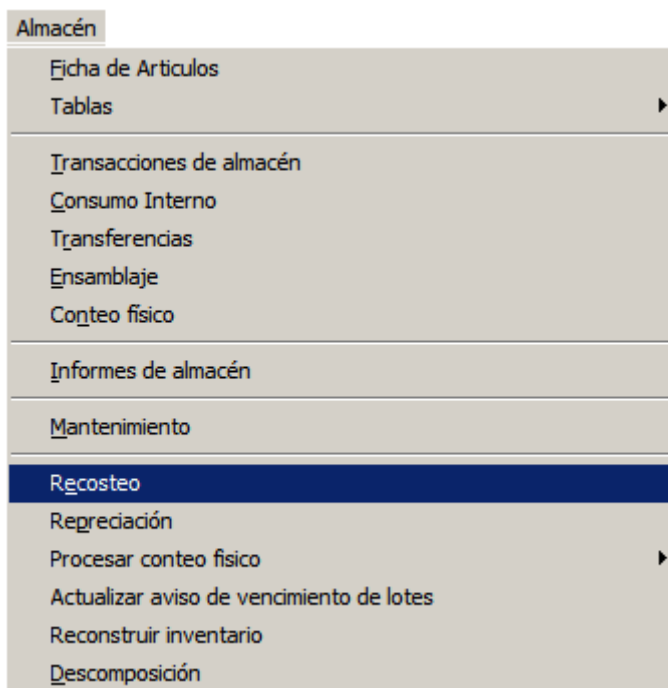 Almacén
Ficha de Articulos
Tablas
Transacciones de almacén
Consumo Interno
Transferencias
Ensamblaje
Conteo físico
Informes de almacén
Mantenimiento
Recosteo
Repreciación
Procesar conteo fisico
Actualizar aviso de vencimiento de lotes
Reconstruir inventario
Descomposición